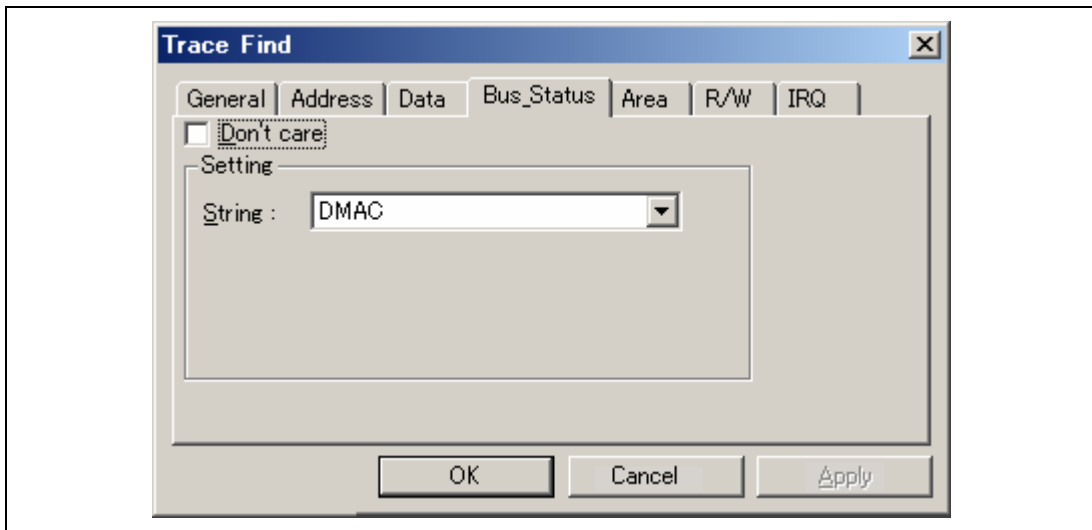 Trace Find
General Address Data Bus_Status Area R/W IRQ
Don't care
Setting
String : DMAC
OK Cancel Apply